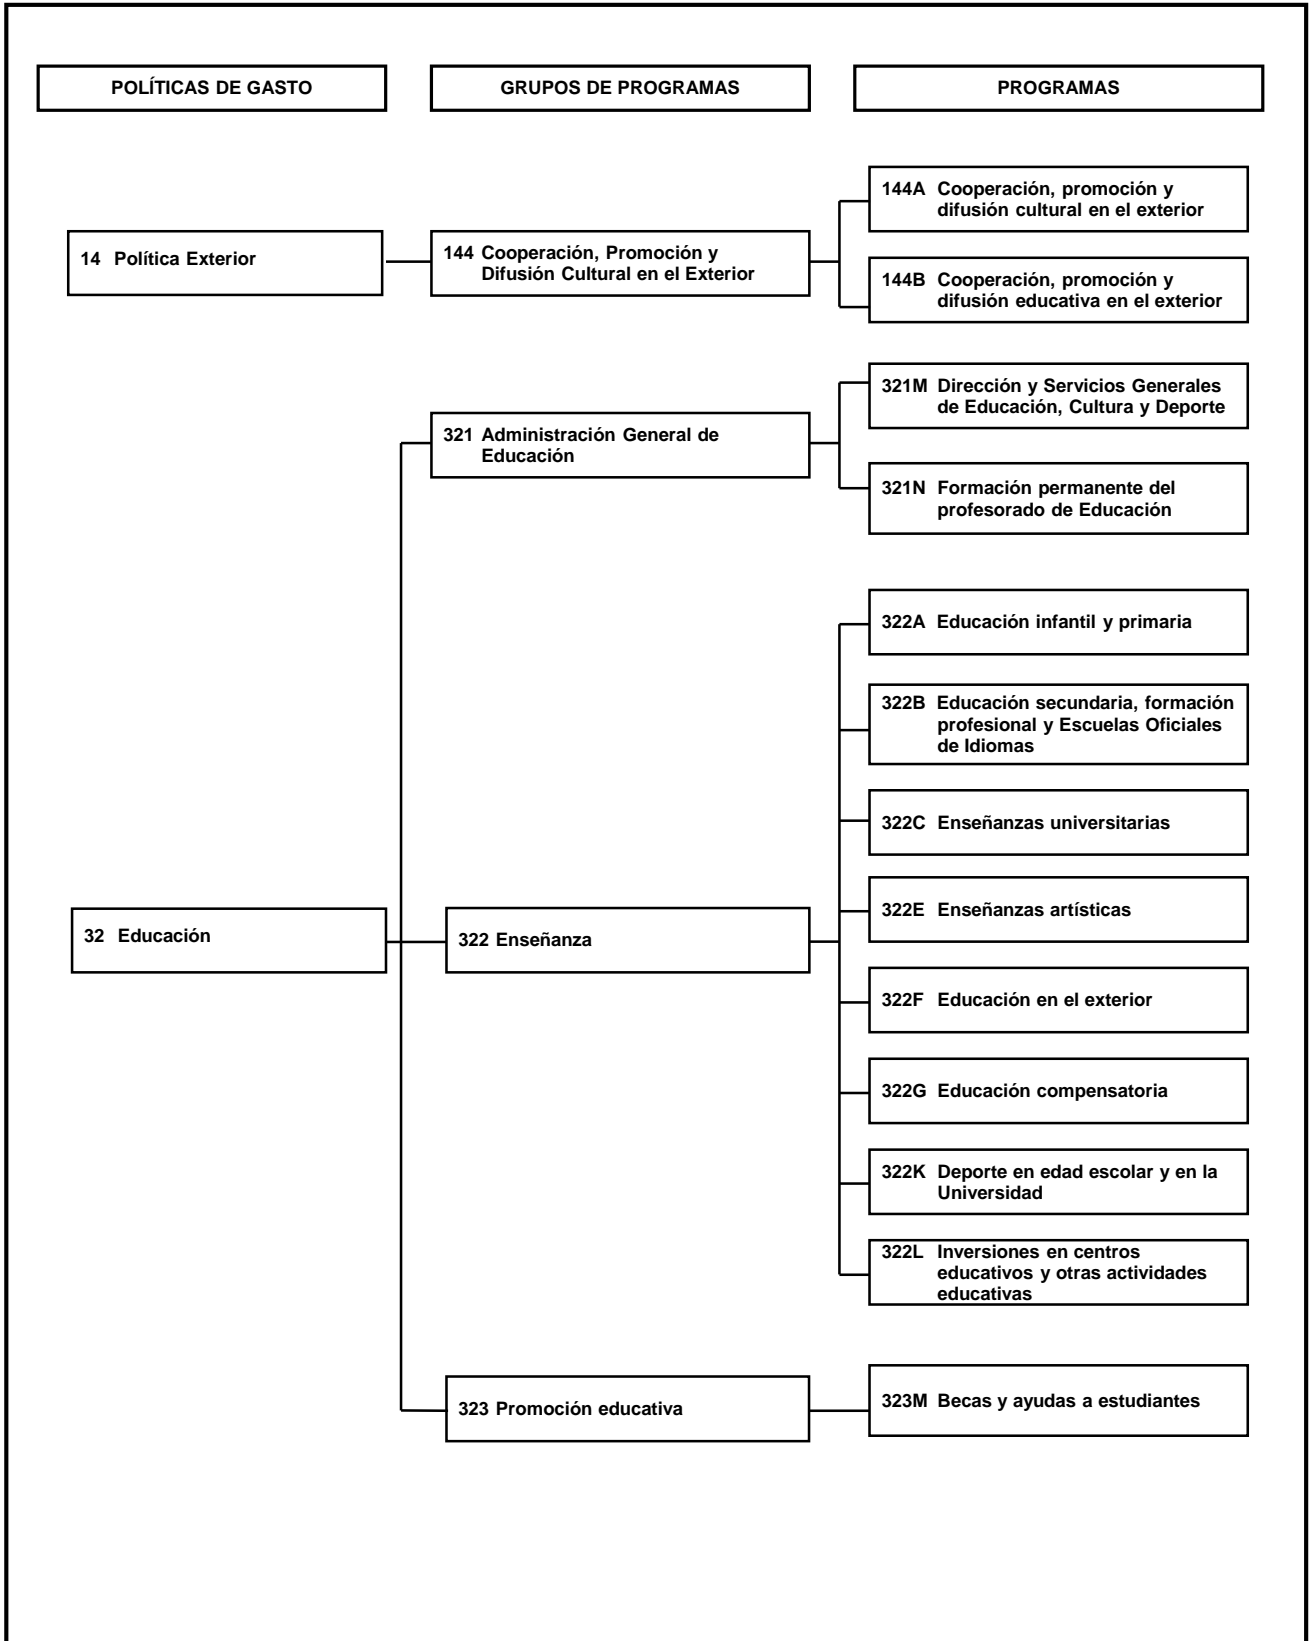 POLÍTICAS DE GASTO
GRUPOS DE PROGRAMAS
PROGRAMAS
14 Política Exterior
144 Cooperación, Promoción y
Difusión Cultural en el Exterior
144A Cooperación, promoción y
difusión cultural en el exterior
144B Cooperación, promoción y
difusión educativa en el exterior
32 Educación
321 Administración General de
Educación
321M Dirección y Servicios Generales
de Educación, Cultura y Deporte
321N Formación permanente del
profesorado de Educación
322 Enseñanza
322A Educación infantil y primaria
322B Educación secundaria, formación
profesional y Escuelas Oficiales
de Idiomas
322C Enseñanzas universitarias
322E Enseñanzas artísticas
322F Educación en el exterior
322G Educación compensatoria
322K Deporte en edad escolar y en la
Universidad
322L Inversiones en centros
educativos y otras actividades
educativas
323 Promoción educativa
323M Becas y ayudas a estudiantes